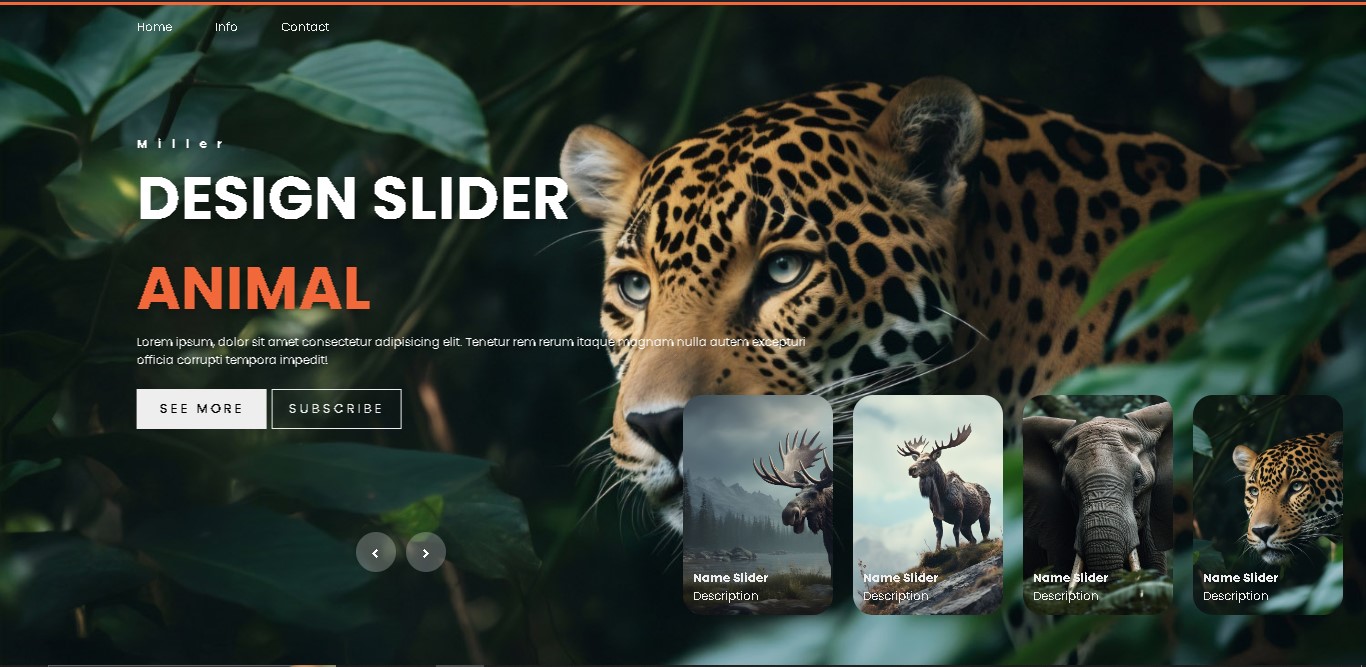 Home Info Contact
Miller
DESIGN SLIDER
ANIMAL
Lorem ipsum, dolor sit amet consectetur adipisicing elit. Tenetur rem rerum itaque magnam nulla autem excepturi
officia corrupti tempora impedit!
SEE MORE SUBSCRIBE
Name Slider
Description
Name Slider
Description
Name Slider
Description
Name Slider
Description